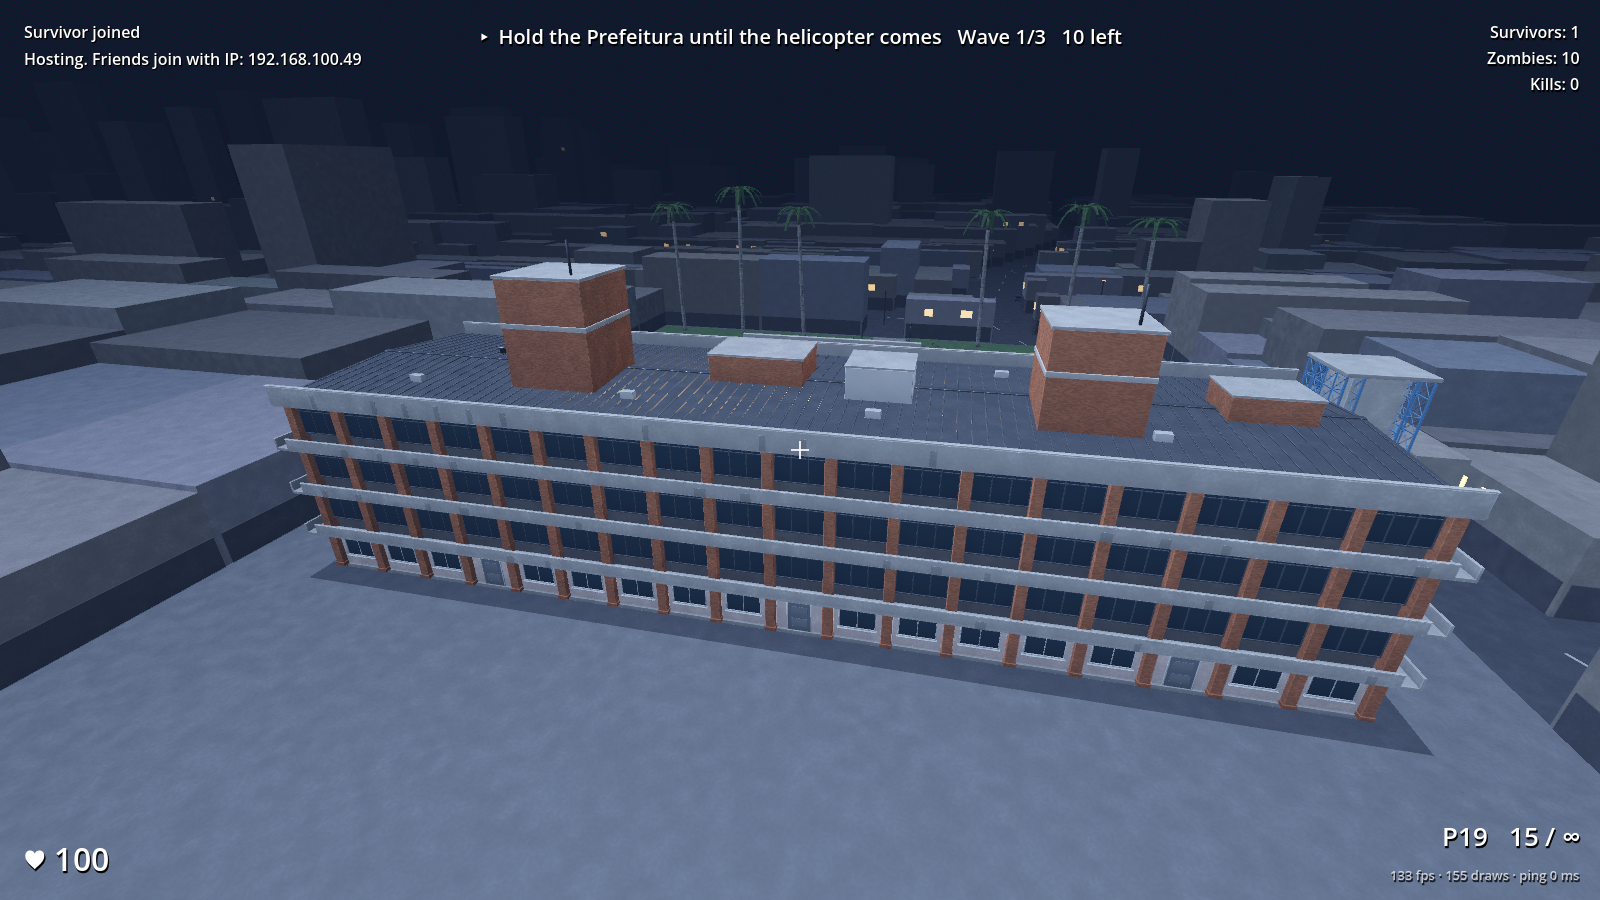 Survivor joined
Hosting. Friends join with IP: 192.168.100.49
‣ Hold the Prefeitura until the helicopter comes Wave 1/3 10 left
Survivors: 1
Zombies: 10
Kills: 0
♥ 100
P19 15 / ∞
133 fps · 155 draws · ping 0 ms